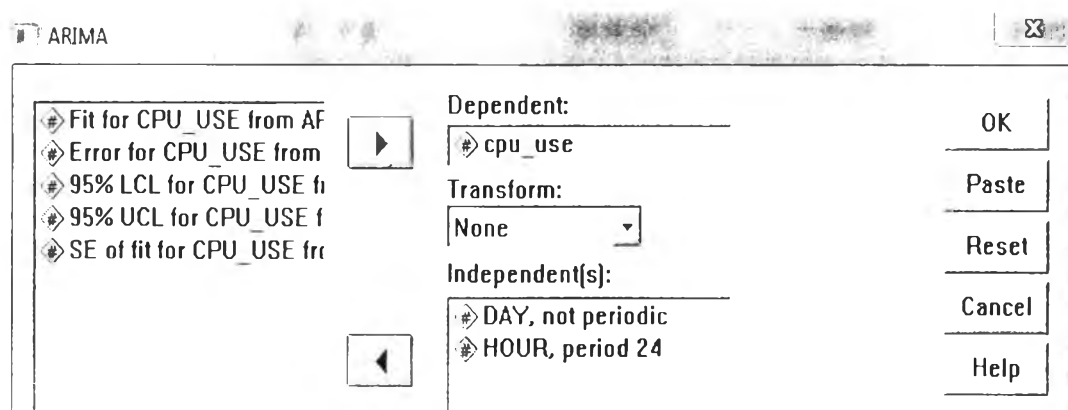 ARIMA
Fit for CPU_USE from AF
Error for CPU_USE from
95% LCL for CPU_USE fr
95% UCL for CPU_USE f
SE of fit for CPU_USE fro
Dependent:
cpu_use
Transform:
None
Independent(s):
DAY, not periodic
HOUR, period 24
OK
Paste
Reset
Cancel
Help